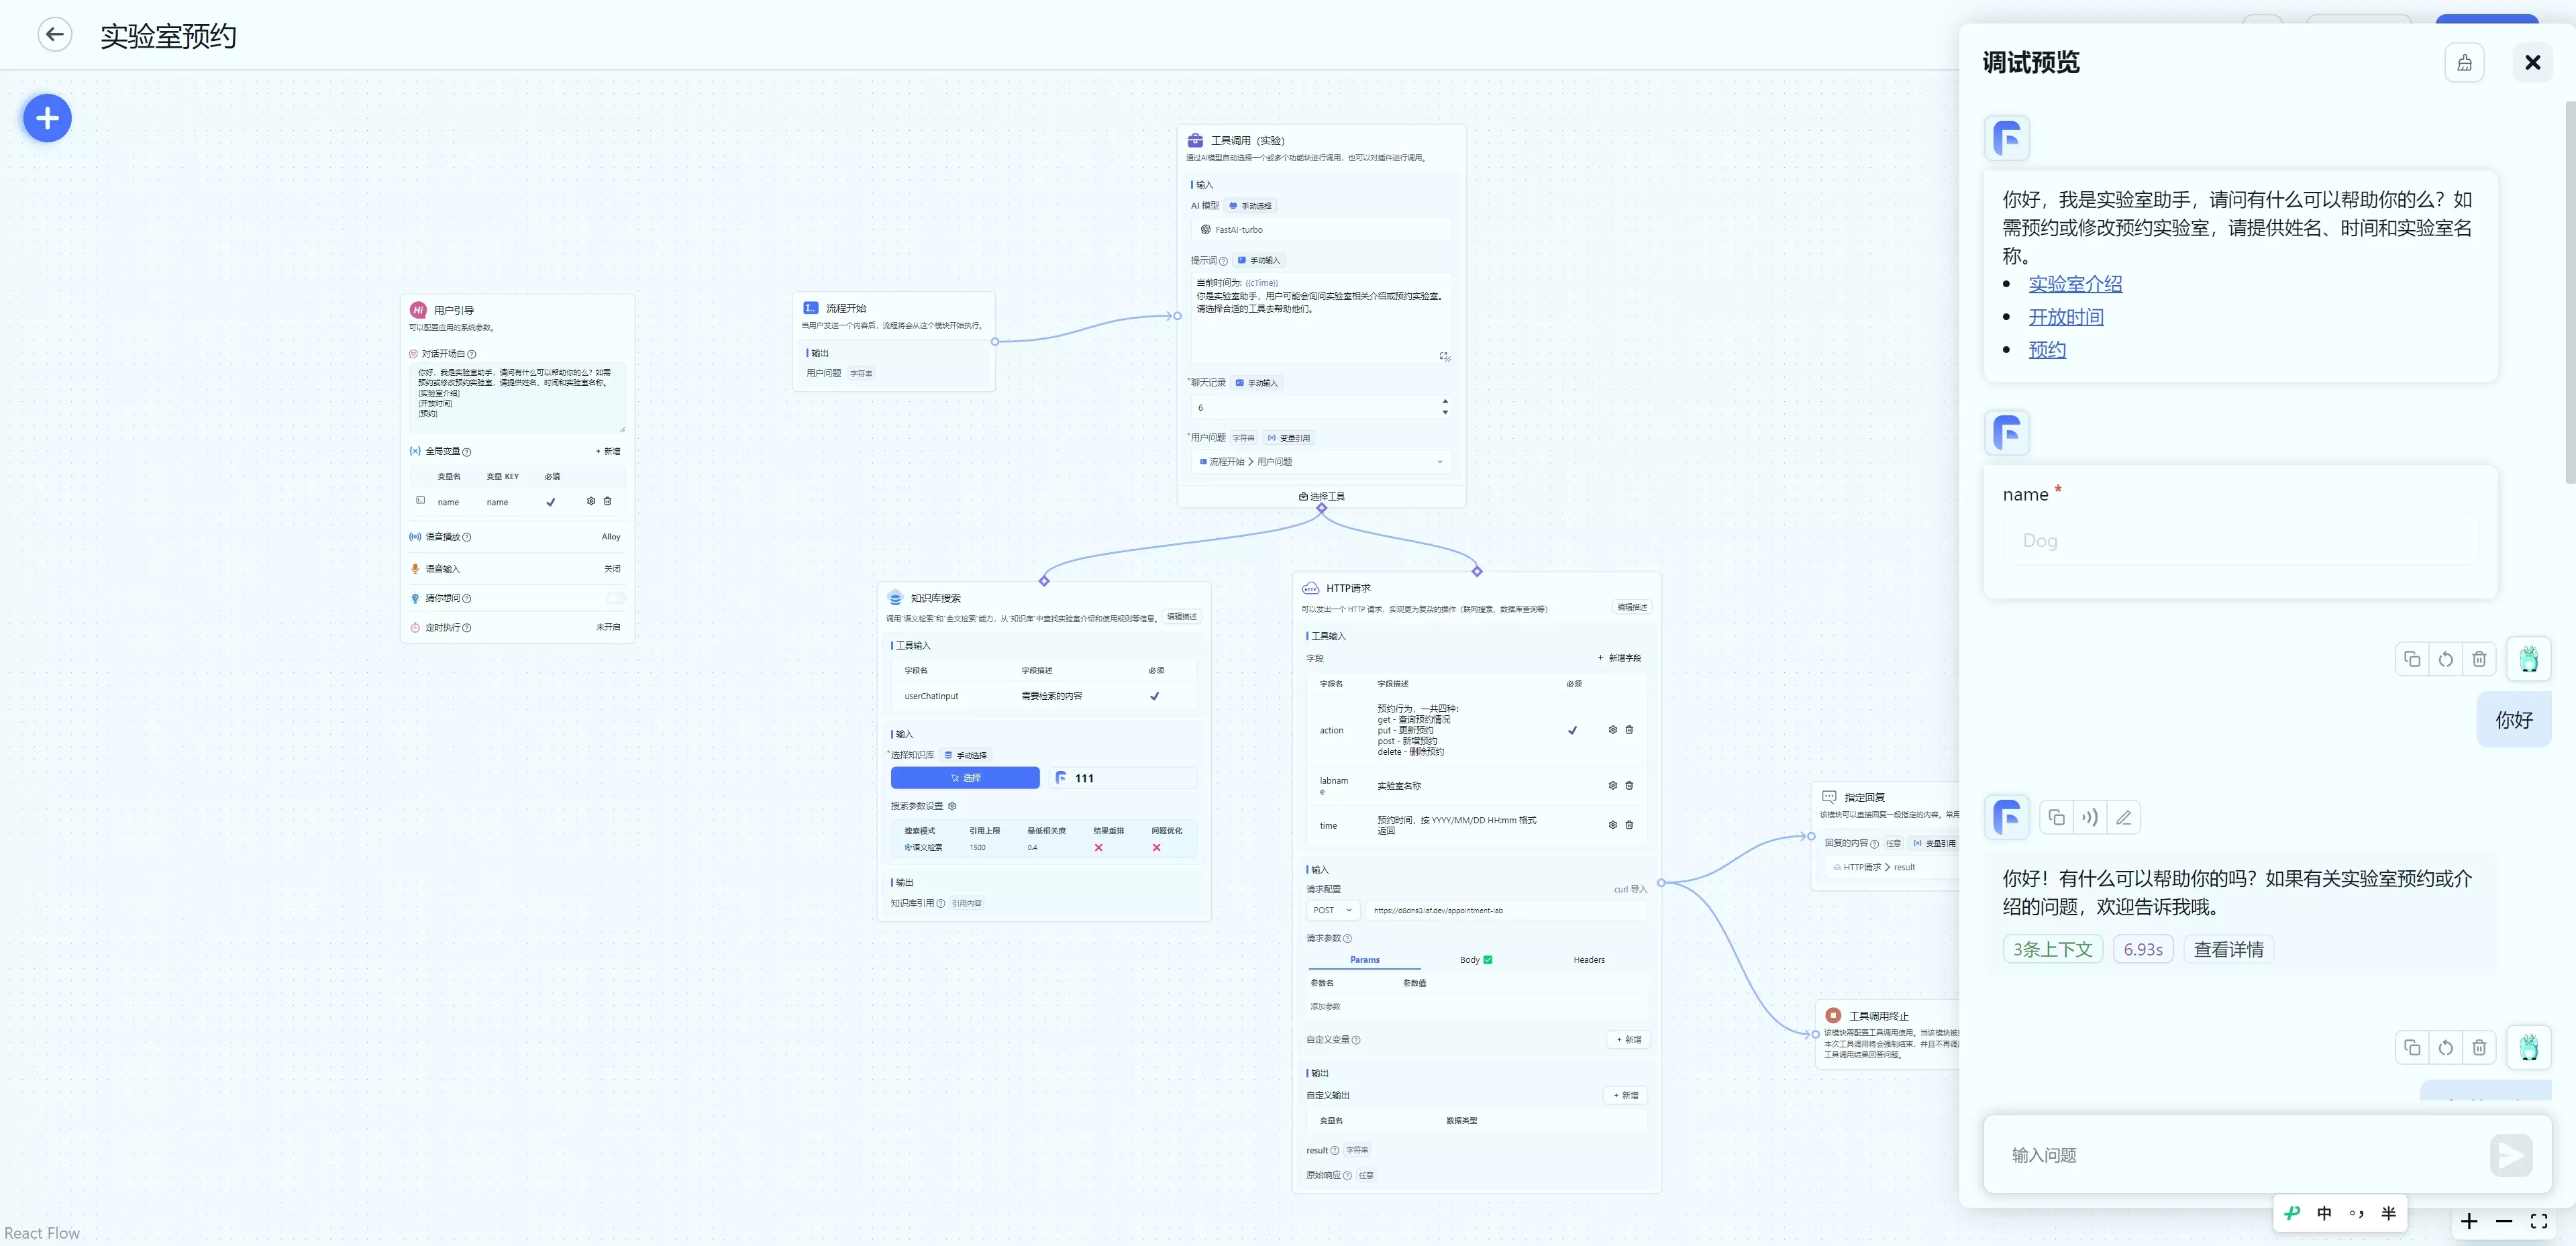 实验室预约
用户引导
可以配置应用的系统参数。
对话开场白
你好，我是实验室助手，请问有什么可以帮助你的么？如需
预约或修改预约实验室，请提供姓名、时间和实验室名称。
[实验室介绍]
[开放时间]
[预约]
全局变量
+ 新增
变量名 变量 KEY 必填
name name
语音播放 Alloy
语音输入 关闭
猜你想问
定时执行 未开启
流程开始
当用户发送一个内容后，流程将会从这个模块开始执行。
输出
用户问题 字符串
工具调用（实验）
通过AI模型自动选择一个或多个功能块进行调用，也可以对插件进行调用。
输入
AI 模型 手动选择
FastAI-turbo
提示词 手动输入
当前时间为: {{cTime}}
你是实验室助手，用户可能会询问实验室相关介绍或预约实验室。
请选择合适的工具去帮助他们。
*聊天记录 手动输入
6
*用户问题 字符串 变量引用
流程开始 > 用户问题
选择工具
知识库搜索
调用“语义检索”和“全文检索”能力，从“知识库”中查找实验室介绍和使用规则等信息。 编辑描述
工具输入
字段名 字段描述 必须
userChatInput 需要检索的内容
输入
*选择知识库 手动选择
选择 111
搜索参数设置
搜索模式 引用上限 最低相关度 结果重排 问题优化
语义检索 1500 0.4
输出
知识库引用 引用内容
HTTP请求
可以发出一个 HTTP 请求，实现更为复杂的操作（联网搜索、数据库查询等） 编辑描述
工具输入
字段 + 新增字段
字段名 字段描述 必须
action
预约行为，一共四种:
get - 查询预约情况
put - 更新预约
post - 新增预约
delete - 删除预约
labnam
e
实验室名称
time
预约时间，按 YYYY/MM/DD HH:mm 格式
返回
输入
请求配置 curl 导入
POST https://d8dns0.laf.dev/appointment-lab
请求参数
Params Body Headers
参数名 参数值
添加参数
自定义变量 + 新增
输出
自定义输出 + 新增
变量名 数据类型
result 字符串
原始响应 任意
指定回复
该模块可以直接回复一段指定的内容。常用
回复的内容 任意 变量引用
HTTP请求 > result
工具调用终止
该模块需配置工具调用使用。当该模块被
本次工具调用将会强制结束，并且不再调
工具调用结果回答问题。
调试预览
你好，我是实验室助手，请问有什么可以帮助你的么？如
需预约或修改预约实验室，请提供姓名、时间和实验室名
称。
• 实验室介绍
• 开放时间
• 预约
name *
Dog
你好
你好！有什么可以帮助你的吗？如果有关实验室预约或介
绍的问题，欢迎告诉我哦。
3条上下文 6.93s 查看详情
输入问题
中 °, 半
React Flow